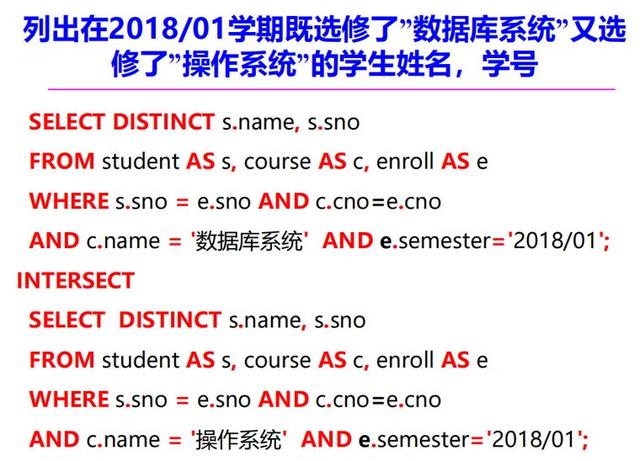 列出在2018/01学期既选修了”数据库系统”又选
修了”操作系统”的学生姓名，学号
SELECT DISTINCT s.name, s.sno
FROM student AS s, course AS c, enroll AS e
WHERE s.sno = e.sno AND c.cno=e.cno
AND c.name = '数据库系统' AND e.semester='2018/01';
INTERSECT
SELECT DISTINCT s.name, s.sno
FROM student AS s, course AS c, enroll AS e
WHERE s.sno = e.sno AND c.cno=e.cno
AND c.name = '操作系统' AND e.semester='2018/01';